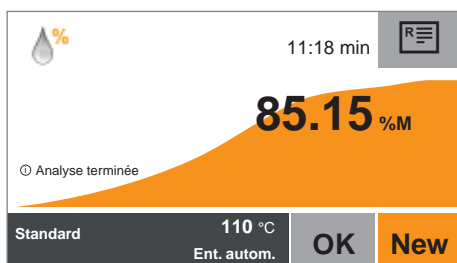 %
11:18 min
R
85.15 %M
ⓘ Analyse terminée
Standard
110 °C
Ent. autom.
OK
New